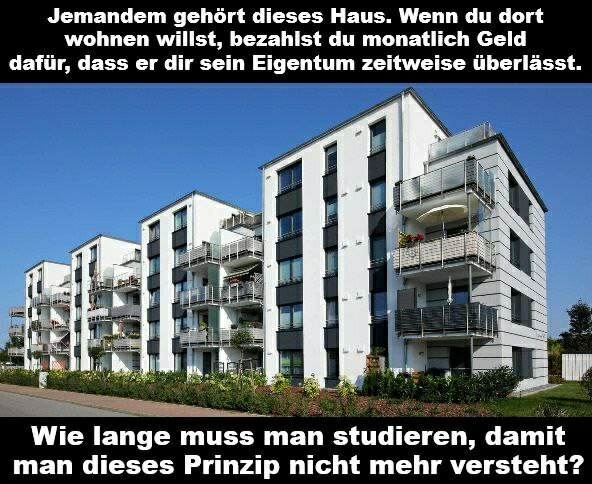 Jemandem gehört dieses Haus. Wenn du dort
wohnen willst, bezahlst du monatlich Geld
dafür, dass er dir sein Eigentum zeitweise überlässt.
Wie lange muss man studieren, damit
man dieses Prinzip nicht mehr versteht?